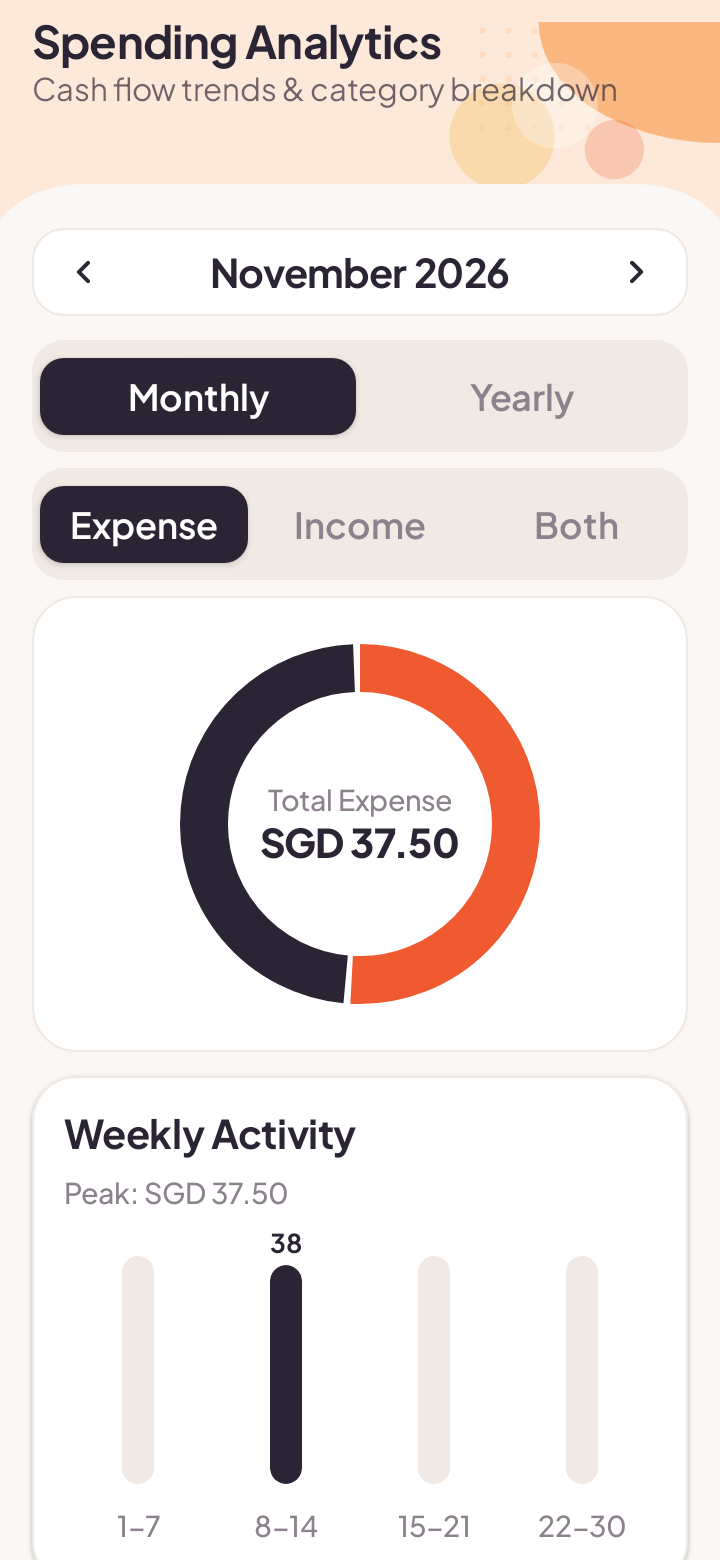 Spending Analytics
Cash flow trends & category breakdown
November 2026
Monthly Yearly
Expense Income Both
Total Expense
SGD 37.50
Weekly Activity
Peak: SGD 37.50
38
1–7 8–14 15–21 22–30